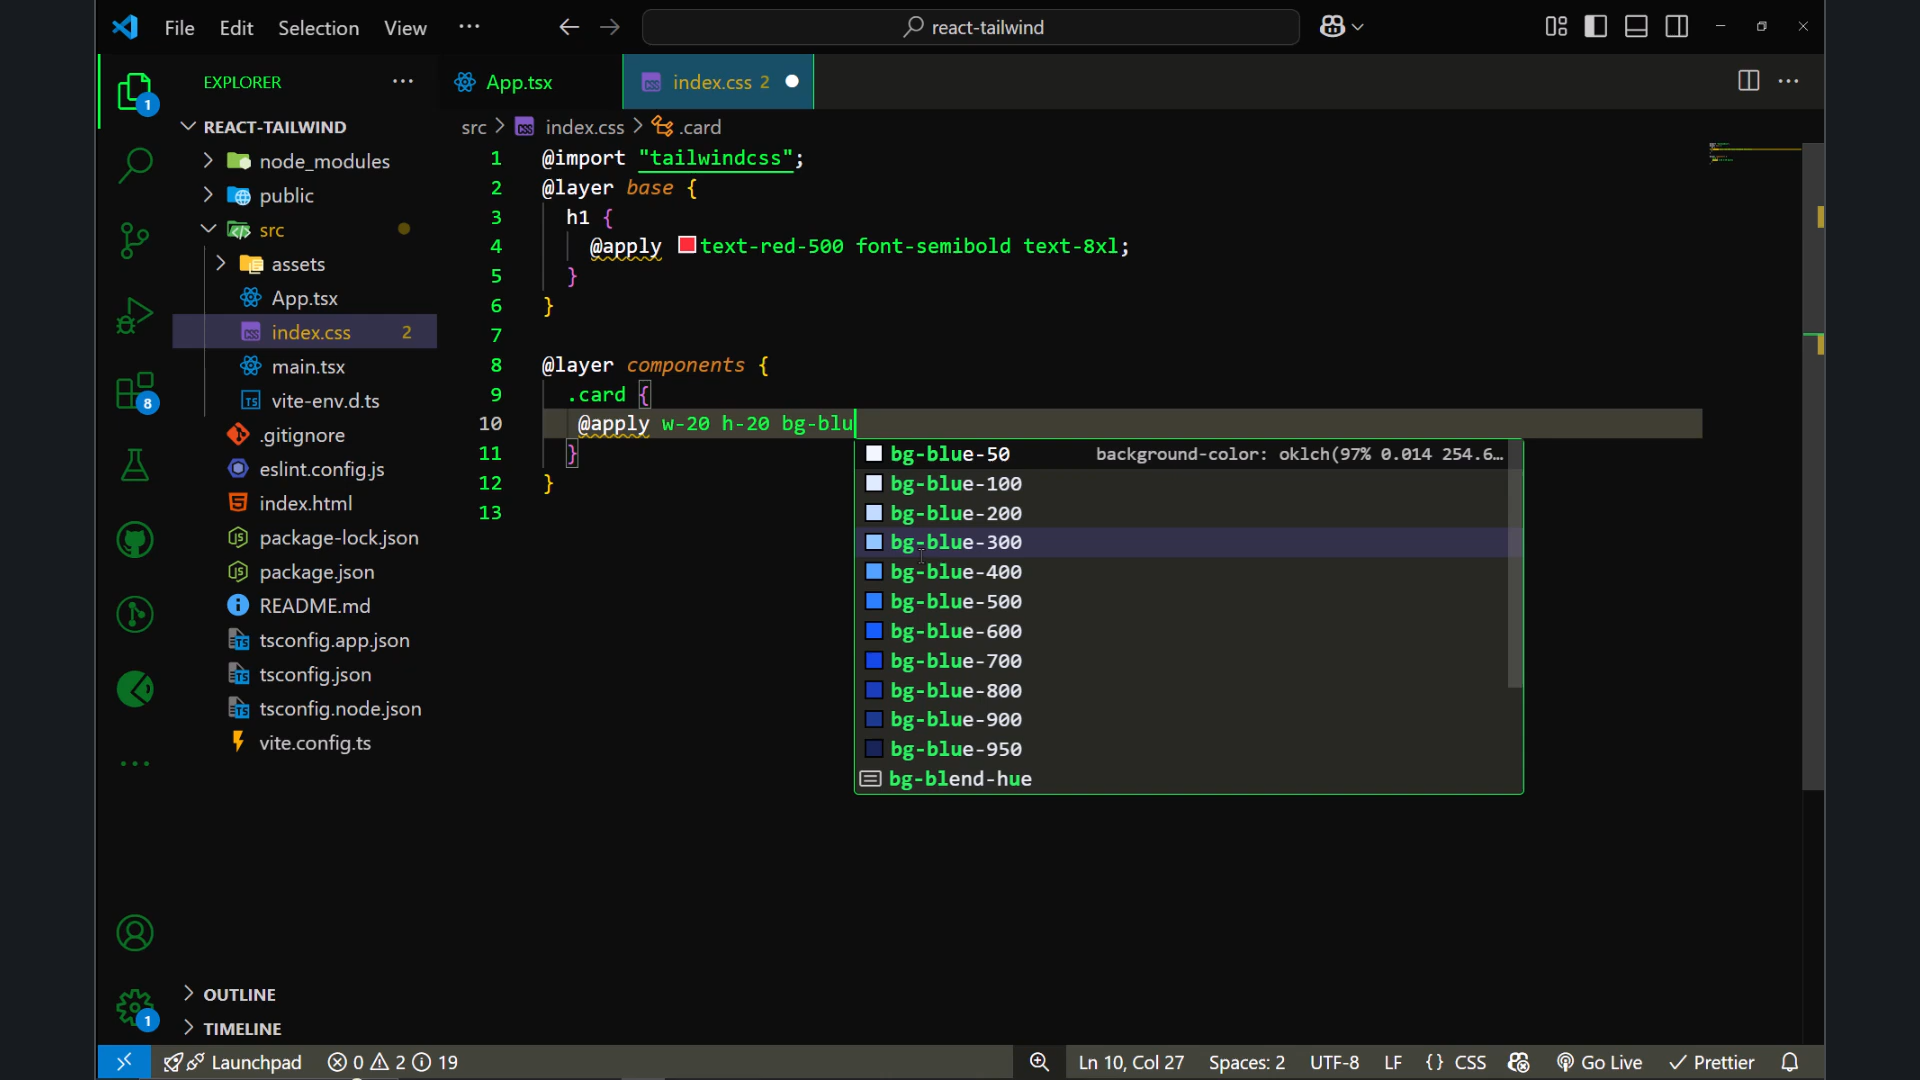 File Edit Selection View ··· react-tailwind
EXPLORER ···
App.tsx
index.css 2
1
REACT-TAILWIND
node_modules
public
src
assets
App.tsx
index.css 2
main.tsx
vite-env.d.ts
.gitignore
eslint.config.js
index.html
package-lock.json
package.json
README.md
tsconfig.app.json
tsconfig.json
tsconfig.node.json
vite.config.ts
8
OUTLINE
TIMELINE
1
src > index.css > .card
1 @import "tailwindcss";
2 @layer base {
3 h1 {
4 @apply text-red-500 font-semibold text-8xl;
5 }
6 }
7
8 @layer components {
9 .card {
10 @apply w-20 h-20 bg-blu
11 }
12 }
13
bg-blue-50 background-color: oklch(97% 0.014 254.6…
bg-blue-100
bg-blue-200
bg-blue-300
bg-blue-400
bg-blue-500
bg-blue-600
bg-blue-700
bg-blue-800
bg-blue-900
bg-blue-950
bg-blend-hue
Launchpad 0 2 19 Ln 10, Col 27 Spaces: 2 UTF-8 LF {} CSS Go Live Prettier